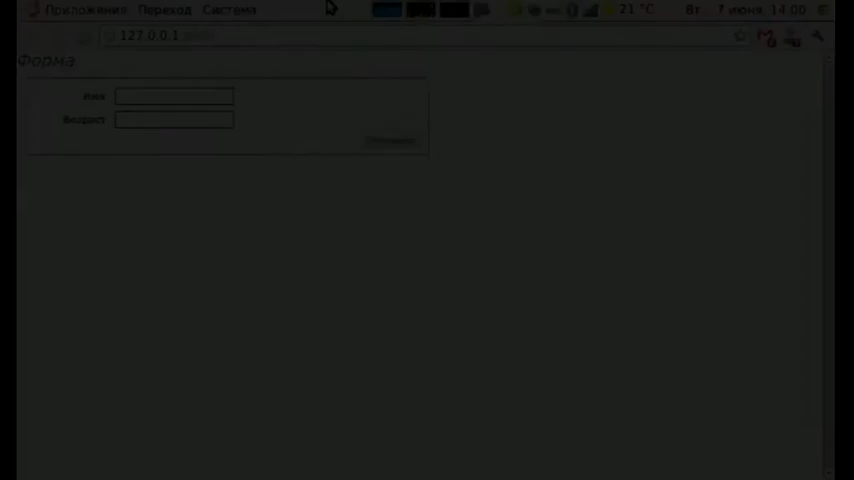 Приложения Переход Система 21 °C Вт, 7 июня, 14:00
127.0.0.1
Форма
Имя
Возраст